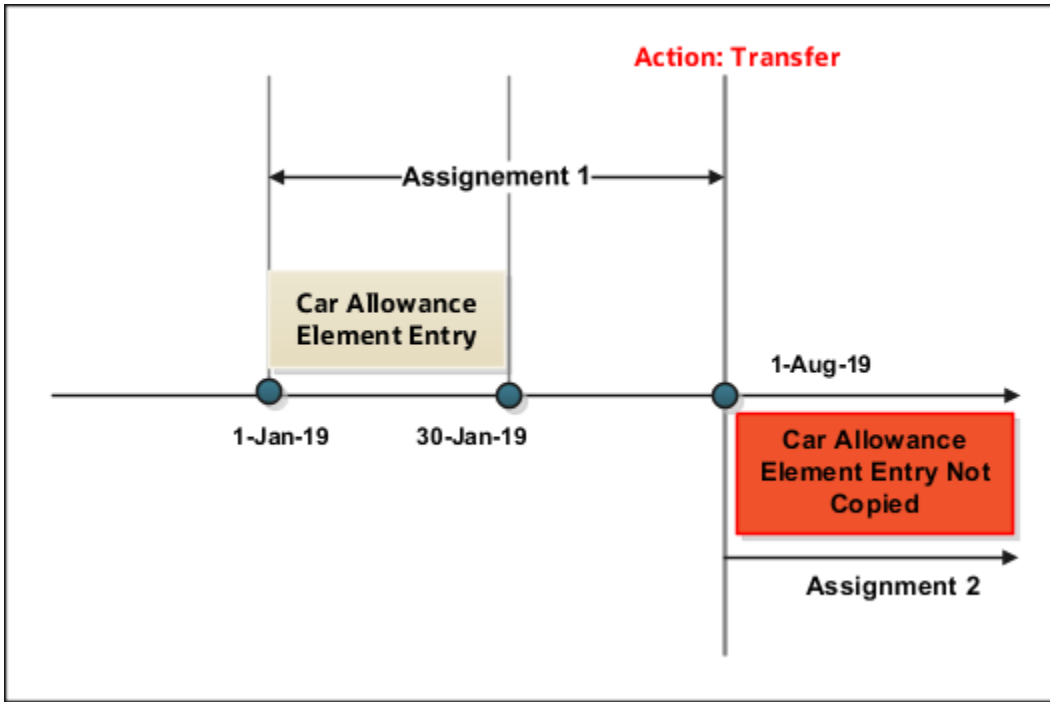 Action: Transfer
Assignement 1
Car Allowance
Element Entry
1-Aug-19
1-Jan-19
30-Jan-19
Car Allowance
Element Entry Not
Copied
Assignment 2